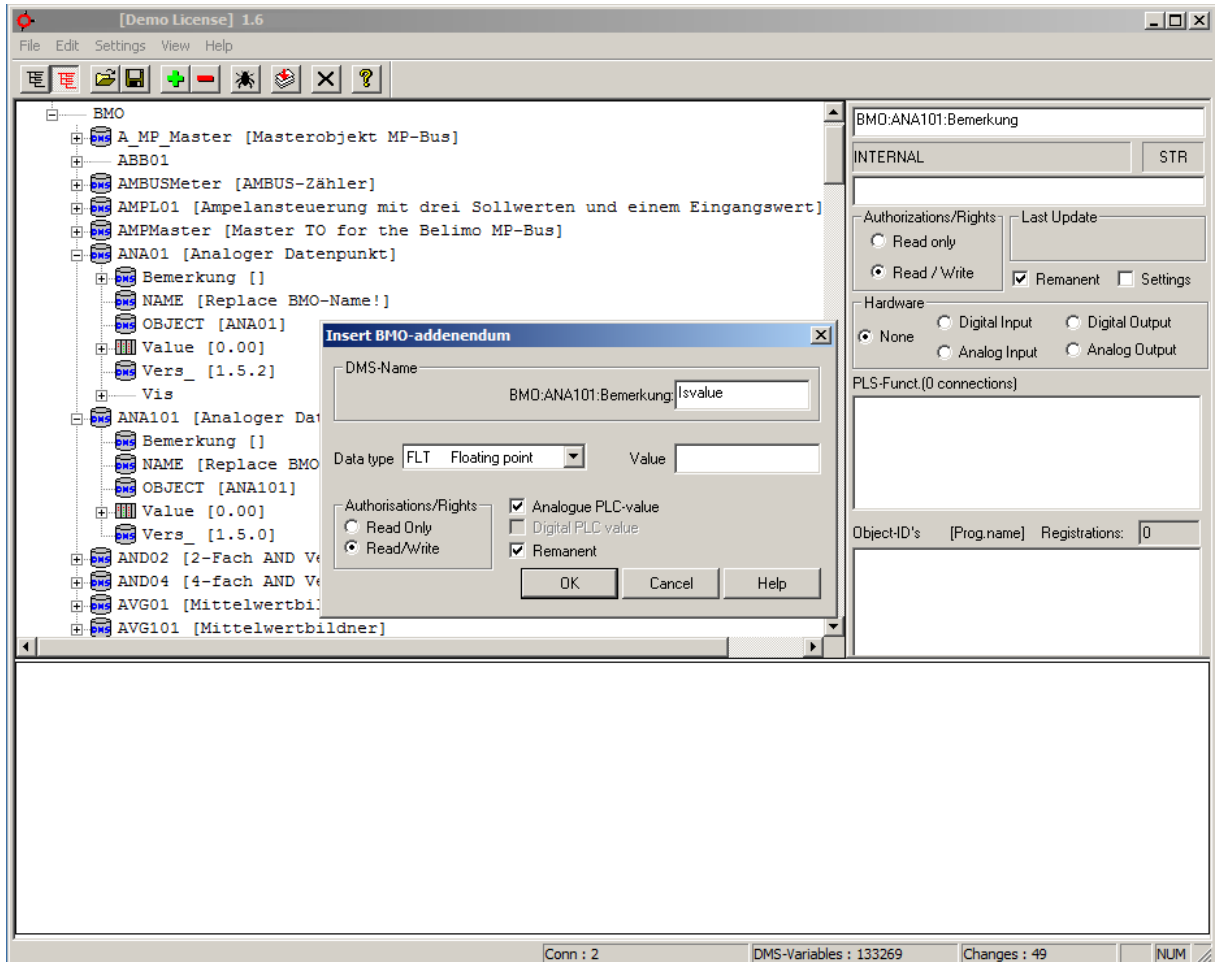 [Demo License] 1.6
File Edit Settings View Help
BMO
A_MP_Master [Masterobjekt MP-Bus]
ABB01
AMBUSMeter [AMBUS-Zähler]
AMPL01 [Ampelansteuerung mit drei Sollwerten und einem Eingangswert]
AMPMaster [Master TO for the Belimo MP-Bus]
ANA01 [Analoger Datenpunkt]
Bemerkung []
NAME [Replace BMO-Name!]
OBJECT [ANA01]
Value [0.00]
Vers_ [1.5.2]
Vis
ANA101 [Analoger Dat
Bemerkung []
NAME [Replace BMO
OBJECT [ANA101]
Value [0.00]
Vers_ [1.5.0]
AND02 [2-Fach AND Ve
AND04 [4-fach AND Ve
AVG01 [Mittelwertbil
AVG101 [Mittelwertbildner]
Insert BMO-addenendum
DMS-Name
BMO:ANA101:Bemerkung: Isvalue
Data type FLT Floating point Value
Authorisations/Rights
Read Only
Read/Write
Analogue PLC-value
Digital PLC value
Remanent
OK Cancel Help
BMO:ANA101:Bemerkung
INTERNAL STR
Authorizations/Rights Last Update
Read only
Read / Write Remanent Settings
Hardware
None Digital Input Digital Output
Analog Input Analog Output
PLS-Funct.(0 connections)
Object-ID's [Prog.name] Registrations: 0
Conn : 2 DMS-Variables : 133269 Changes : 49 NUM